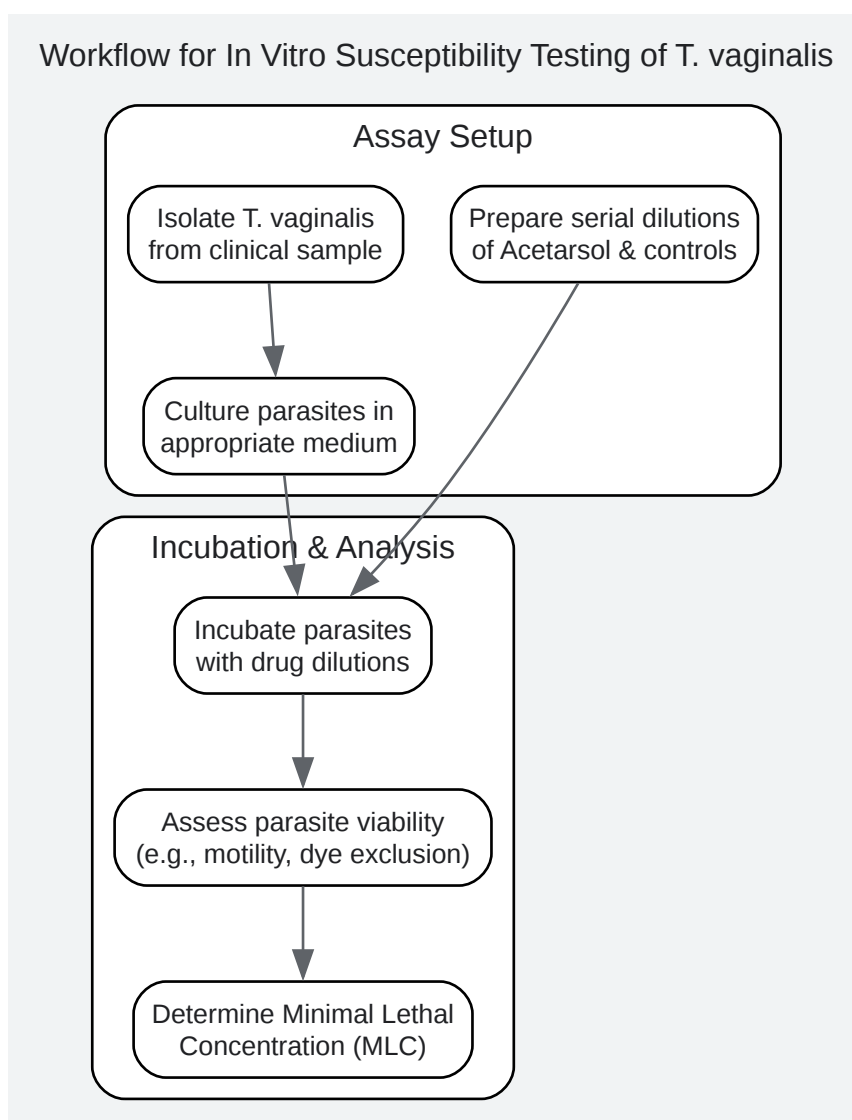 Workflow for In Vitro Susceptibility Testing of T. vaginalis
Assay Setup
Isolate T. vaginalis
from clinical sample
Prepare serial dilutions
of Acetarsol & controls
Culture parasites in
appropriate medium
Incubation & Analysis
Incubate parasites
with drug dilutions
Assess parasite viability
(e.g., motility, dye exclusion)
Determine Minimal Lethal
Concentration (MLC)